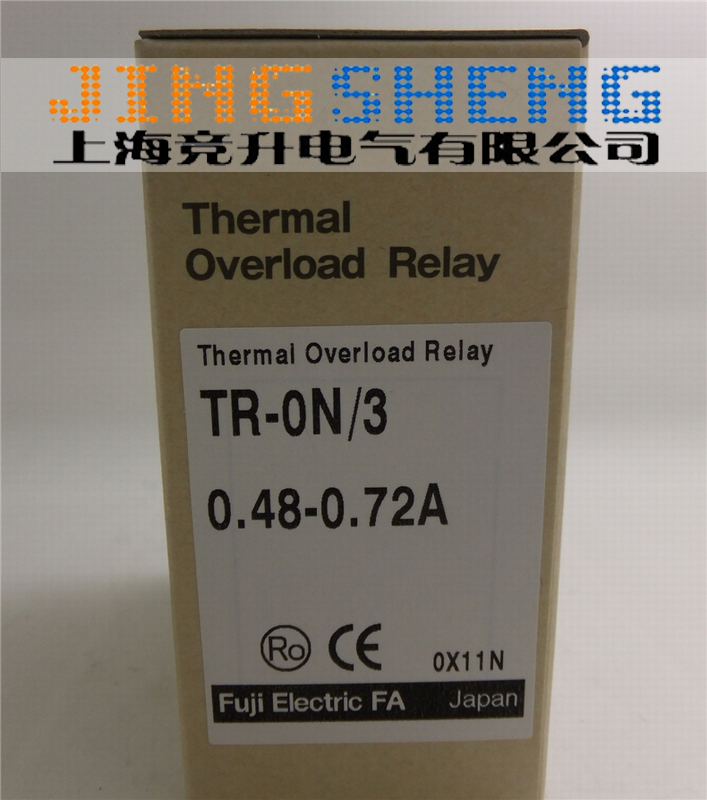 JINGSHENG
上海竞升电气有限公司
Thermal
Overload Relay
Thermal Overload Relay
TR-0N/3
0.48-0.72A
Ro CE 0X11N
Fuji Electric FA Japan